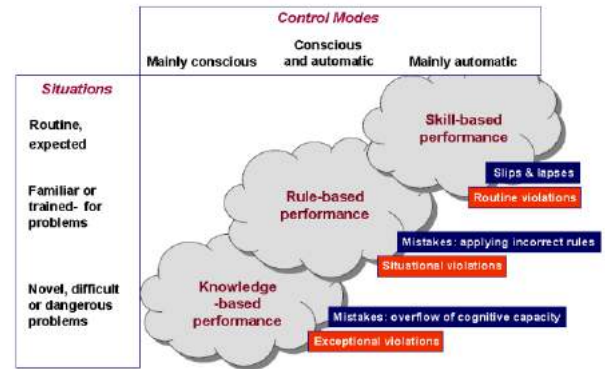 Control Modes
Mainly conscious
Conscious
and automatic
Mainly automatic
Situations
Routine,
expected
Skill-based
performance
Slips & lapses
Routine violations
Familiar or
trained- for
problems
Rule-based
performance
Mistakes: applying incorrect rules
Situational violations
Novel, difficult
or dangerous
problems
Knowledge
-based
performance
Mistakes: overflow of cognitive capacity
Exceptional violations